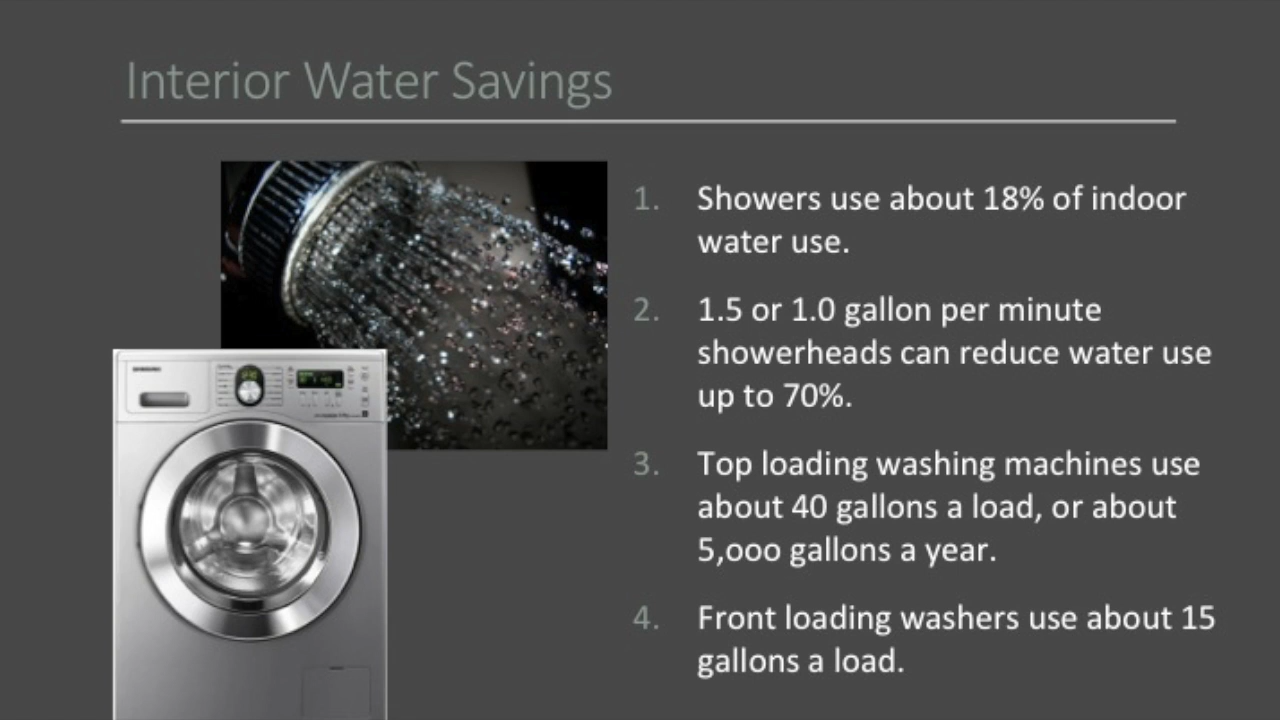 Interior Water Savings
1. Showers use about 18% of indoor
water use.
2. 1.5 or 1.0 gallon per minute
showerheads can reduce water use
up to 70%.
3. Top loading washing machines use
about 40 gallons a load, or about
5,ooo gallons a year.
4. Front loading washers use about 15
gallons a load.
SAMSUNG